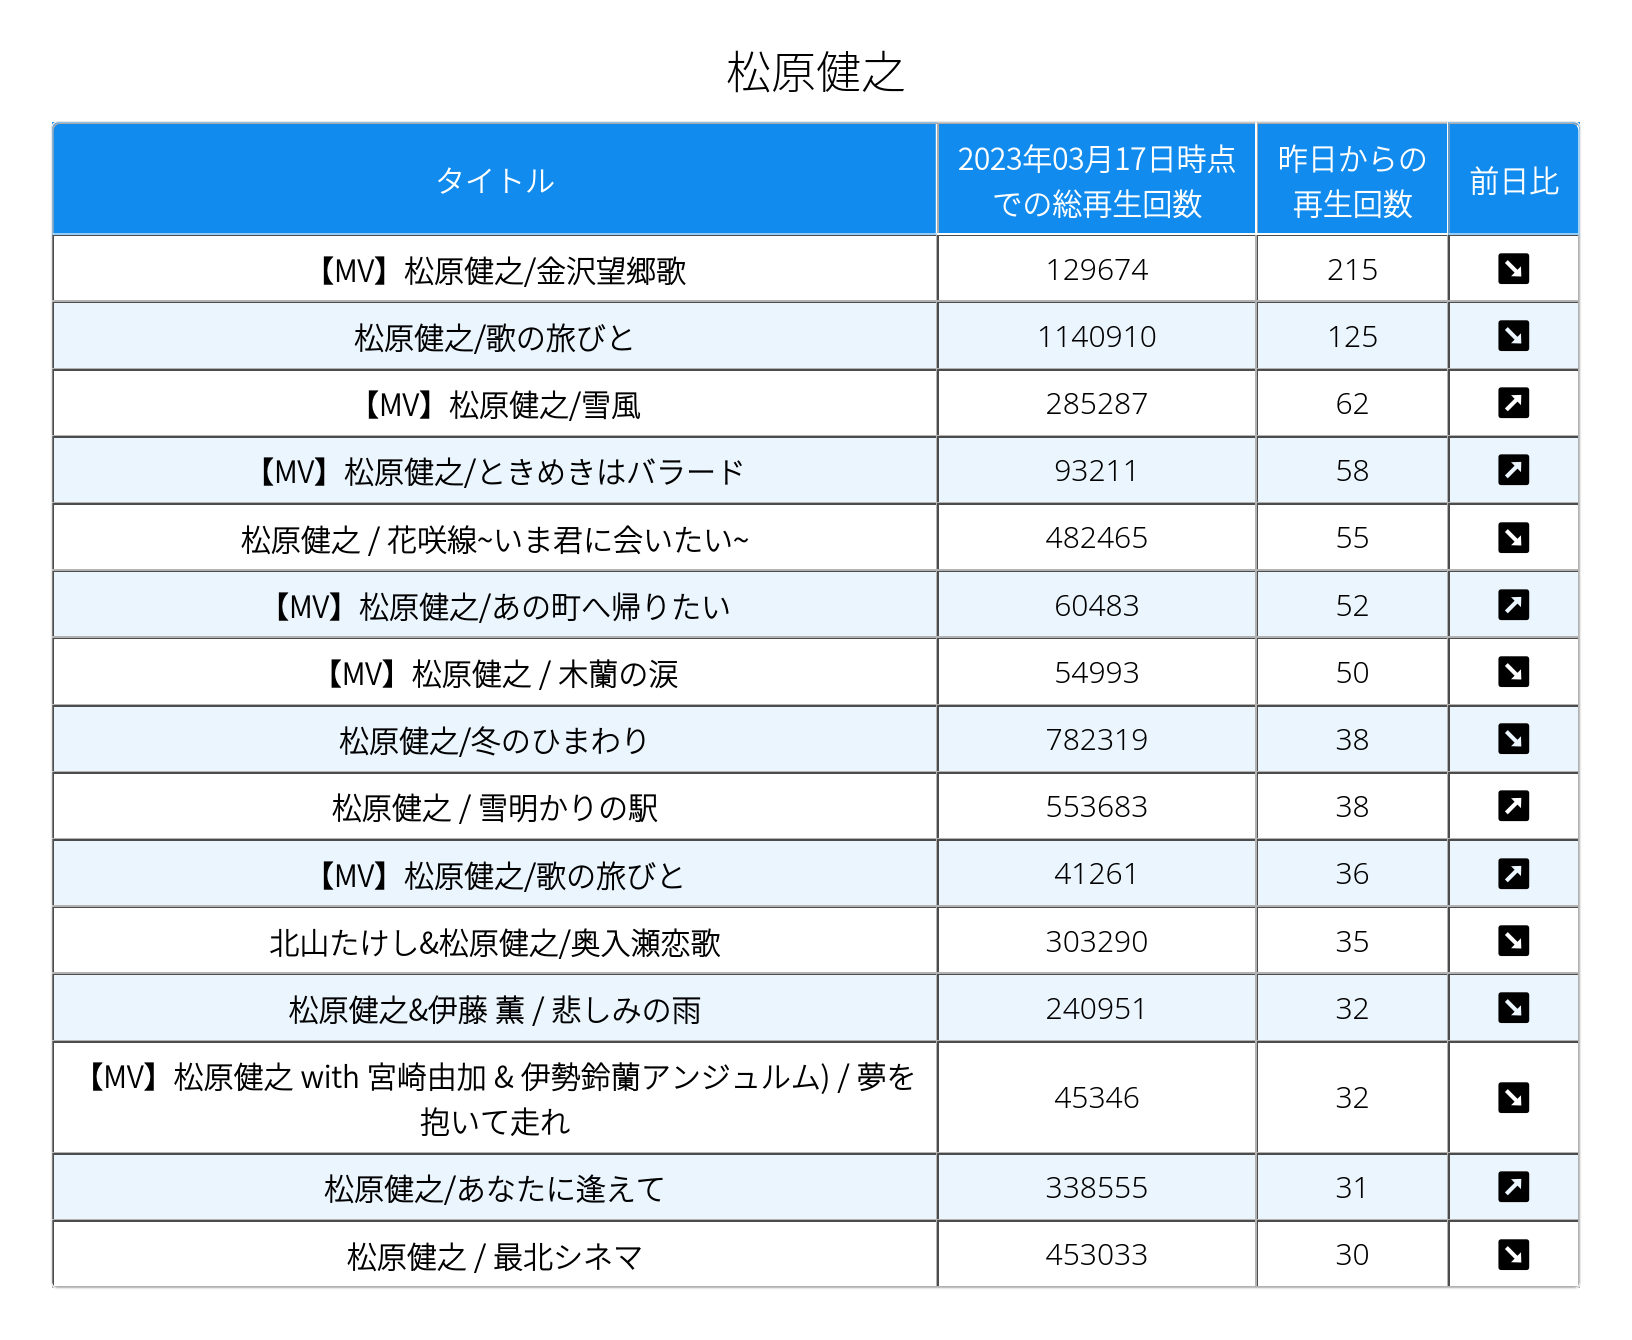 松原健之
タイトル
2023年03月17日時点
での総再生回数
昨日からの
再生回数
前日比
【MV】松原健之/金沢望郷歌 129674 215 ↘
松原健之/歌の旅びと 1140910 125 ↘
【MV】松原健之/雪風 285287 62 ↗
【MV】松原健之/ときめきはバラード 93211 58 ↗
松原健之 / 花咲線~いま君に会いたい~ 482465 55 ↘
【MV】松原健之/あの町へ帰りたい 60483 52 ↗
【MV】松原健之 / 木蘭の涙 54993 50 ↘
松原健之/冬のひまわり 782319 38 ↘
松原健之 / 雪明かりの駅 553683 38 ↗
【MV】松原健之/歌の旅びと 41261 36 ↗
北山たけし&松原健之/奥入瀬恋歌 303290 35 ↘
松原健之&伊藤 薫 / 悲しみの雨 240951 32 ↘
【MV】松原健之 with 宮崎由加 & 伊勢鈴蘭アンジュルム) / 夢を
抱いて走れ 45346 32 ↘
松原健之/あなたに逢えて 338555 31 ↗
松原健之 / 最北シネマ 453033 30 ↘